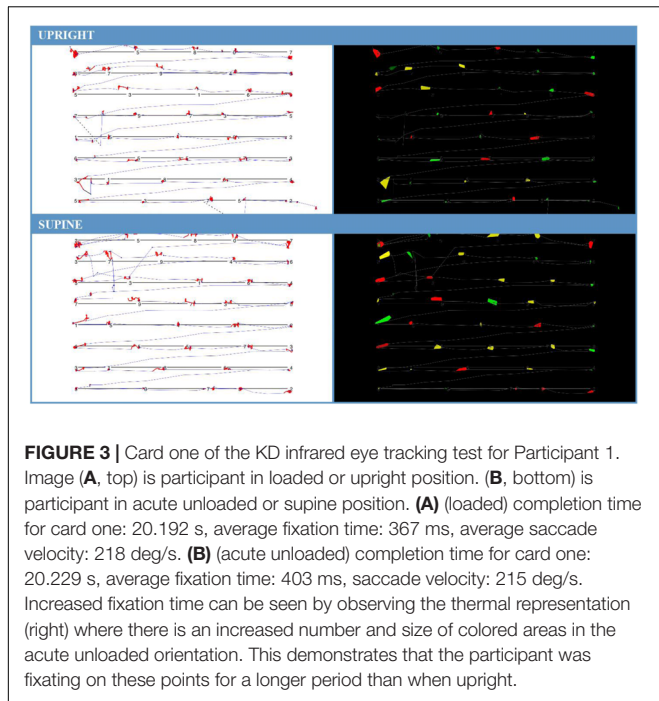 UPRIGHT
SUPINE
FIGURE 3 | Card one of the KD infrared eye tracking test for Participant 1.
Image (A, top) is participant in loaded or upright position. (B, bottom) is
participant in acute unloaded or supine position. (A) (loaded) completion time
for card one: 20.192 s, average fixation time: 367 ms, average saccade
velocity: 218 deg/s. (B) (acute unloaded) completion time for card one:
20.229 s, average fixation time: 403 ms, saccade velocity: 215 deg/s.
Increased fixation time can be seen by observing the thermal representation
(right) where there is an increased number and size of colored areas in the
acute unloaded orientation. This demonstrates that the participant was
fixating on these points for a longer period than when upright.